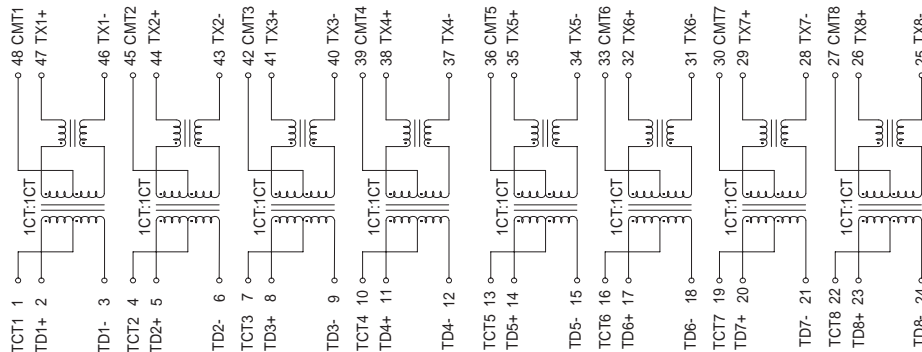 48 CMT1
47 TX1+
46 TX1-
45 CMT2
44 TX2+
43 TX2-
42 CMT3
41 TX3+
40 TX3-
39 CMT4
38 TX4+
37 TX4-
36 CMT5
35 TX5+
34 TX5-
33 CMT6
32 TX6+
31 TX6-
30 CMT7
29 TX7+
28 TX7-
27 CMT8
26 TX8+
25 TX8-
1CT:1CT
1CT:1CT
1CT:1CT
1CT:1CT
1CT:1CT
1CT:1CT
1CT:1CT
1CT:1CT
TCT1 1
TD1+ 2
TD1- 3
TCT2 4
TD2+ 5
TD2- 6
TCT3 7
TD3+ 8
TD3- 9
TCT4 10
TD4+ 11
TD4- 12
TCT5 13
TD5+ 14
TD5- 15
TCT6 16
TD6+ 17
TD6- 18
TCT7 19
TD7+ 20
TD7- 21
TCT8 22
TD8+ 23
TD8- 24